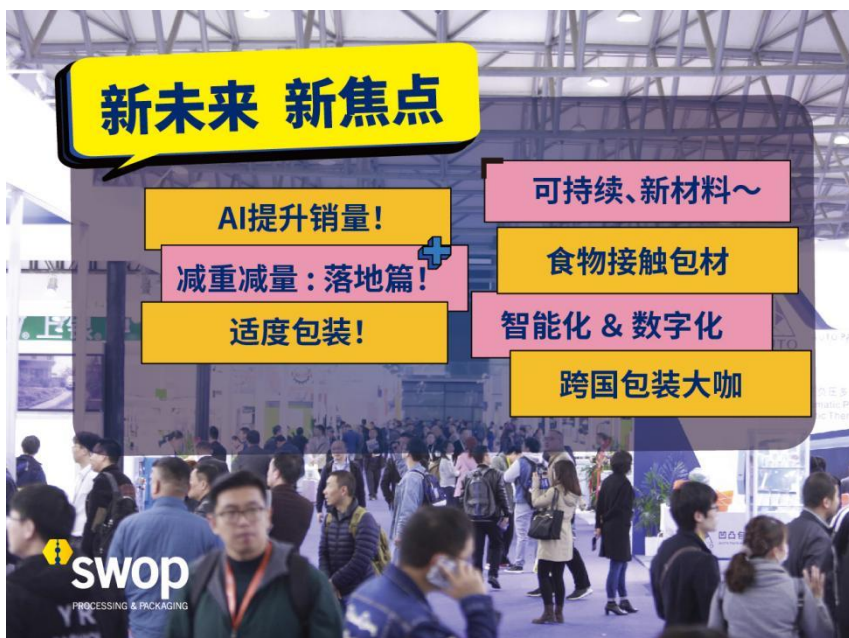 新未来 新焦点
AI提升销量！
减重减量：落地篇！
适度包装！
可持续、新材料～
食物接触包材
智能化 & 数字化
跨国包装大咖
swop
PROCESSING & PACKAGING